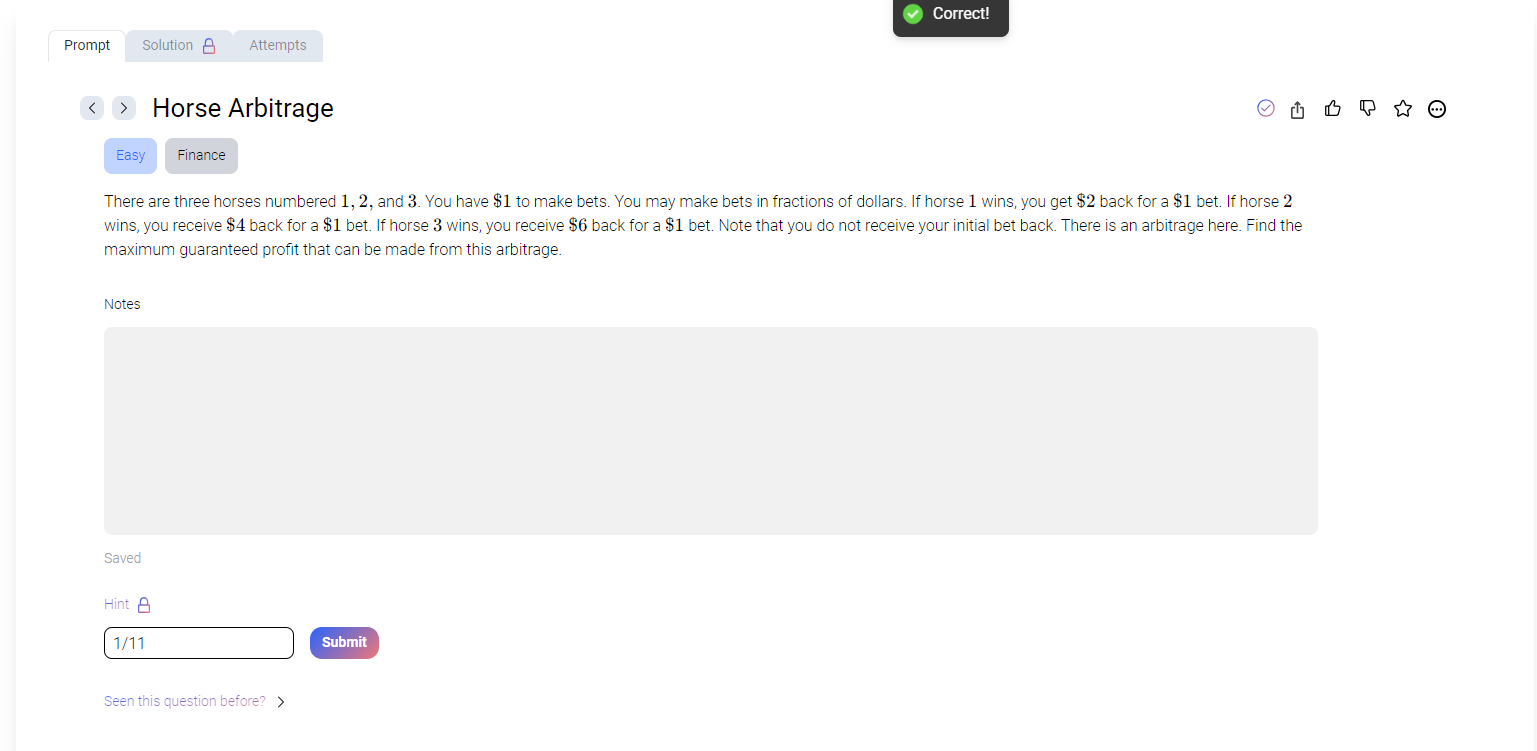 Correct!
Prompt Solution Attempts
Horse Arbitrage
Easy Finance
There are three horses numbered 1, 2, and 3. You have $1 to make bets. You may make bets in fractions of dollars. If horse 1 wins, you get $2 back for a $1 bet. If horse 2
wins, you receive $4 back for a $1 bet. If horse 3 wins, you receive $6 back for a $1 bet. Note that you do not receive your initial bet back. There is an arbitrage here. Find the
maximum guaranteed profit that can be made from this arbitrage.
Notes
Saved
Hint
1/11 Submit
Seen this question before?